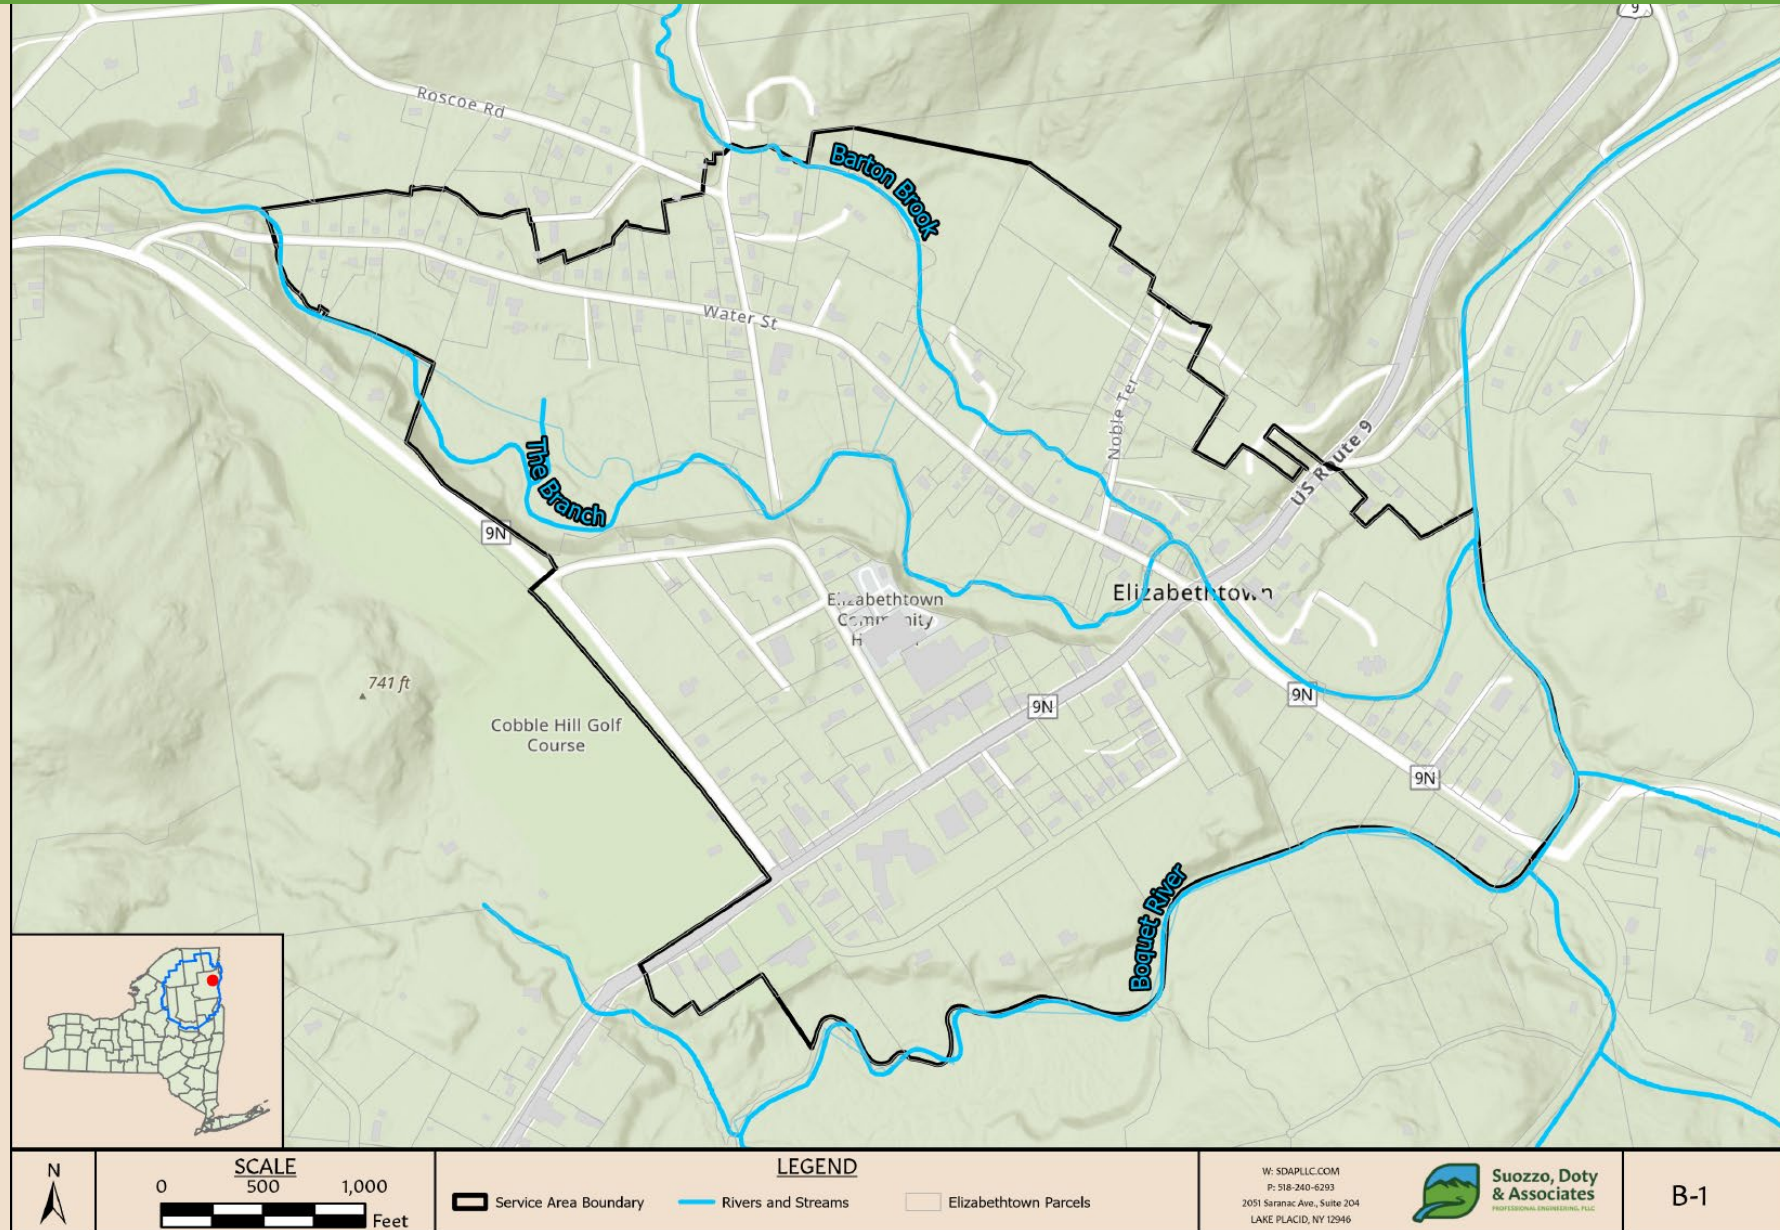 9
Roscoe Rd
Barton Brook
Water St
Noble Ter
US Route 9
The Branch
9N
Elizabethtown
Elizabethtown
Community
741 ft
9N
9N
Cobble Hill Golf
Course
9N
Boquet River
N
SCALE
0 500 1,000
Feet
LEGEND
Service Area Boundary
Rivers and Streams
Elizabethtown Parcels
W: SDAPLLC.COM
P: 518-240-6293
2051 Saranac Ave., Suite 204
LAKE PLACID, NY 12946
Suozzo, Doty
& Associates
PROFESSIONAL ENGINEERING, PLLC
B-1